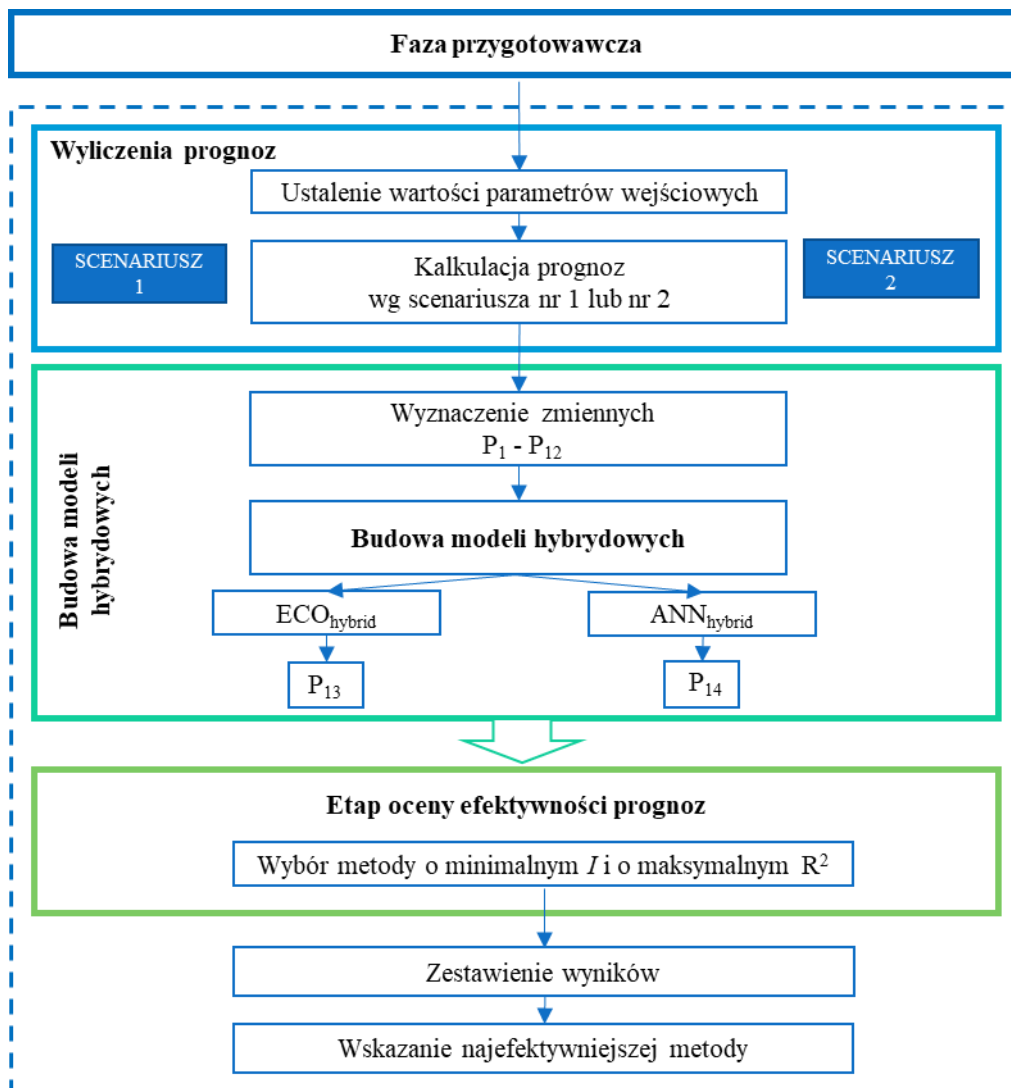 Faza przygotowawcza
Wyliczenia prognoz
Ustalenie wartości parametrów wejściowych
SCENARIUSZ
1
Kalkulacja prognoz
wg scenariusza nr 1 lub nr 2
SCENARIUSZ
2
Budowa modeli
hybrydowych
Wyznaczenie zmiennych
P₁ - P₁₂
Budowa modeli hybrydowych
ECO_hybrid
ANN_hybrid
P₁₃
P₁₄
Etap oceny efektywności prognoz
Wybór metody o minimalnym I i o maksymalnym R²
Zestawienie wyników
Wskazanie najefektywniejszej metody